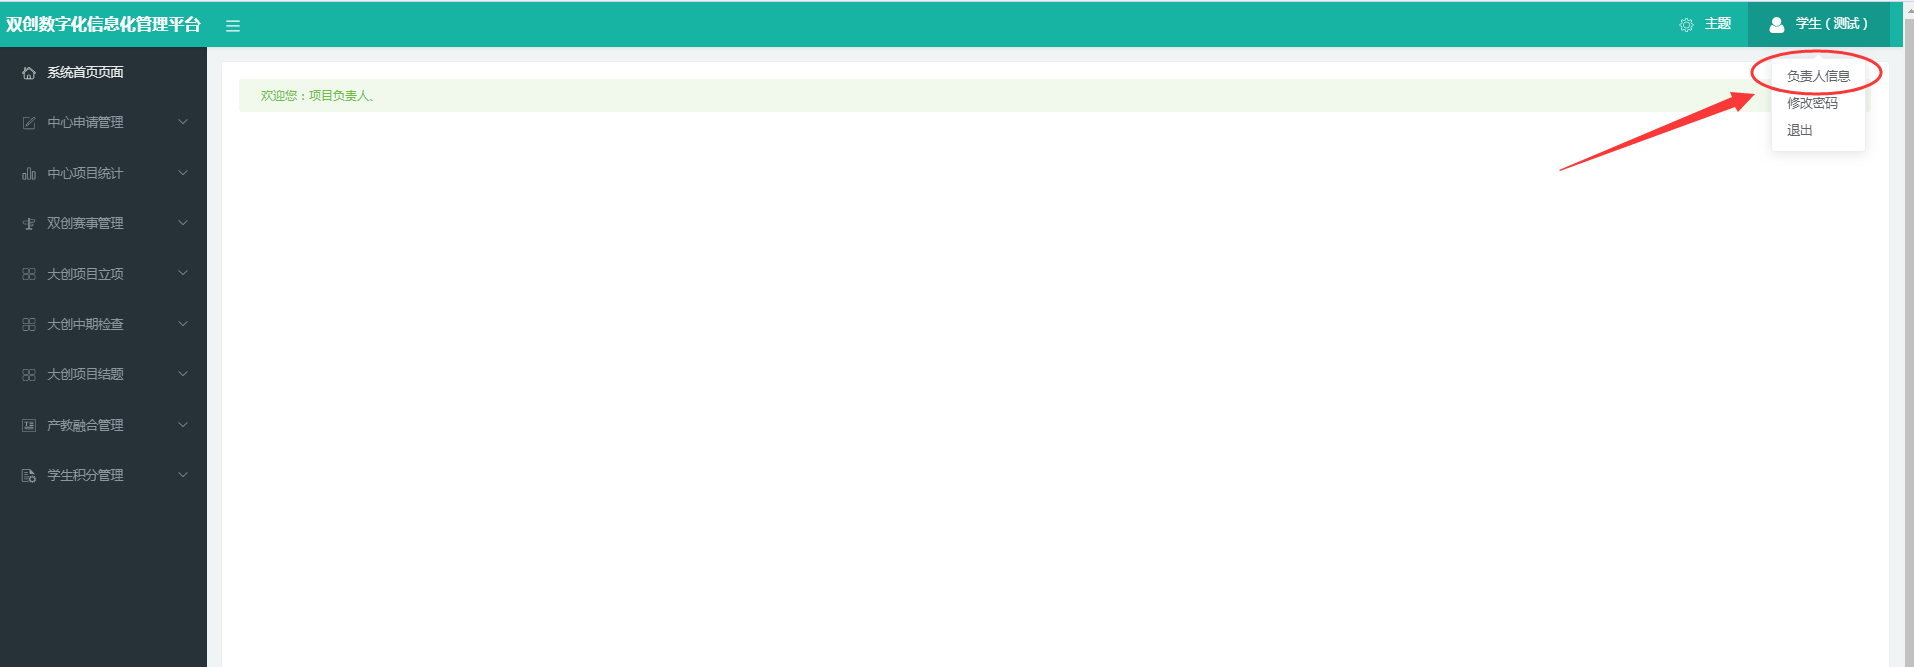 双创数字化信息化管理平台
主题
学生（测试）
系统首页页面
中心申请管理
中心项目统计
双创赛事管理
大创项目立项
大创中期检查
大创项目结题
产教融合管理
学生积分管理
欢迎您：项目负责人、
负责人信息
修改密码
退出